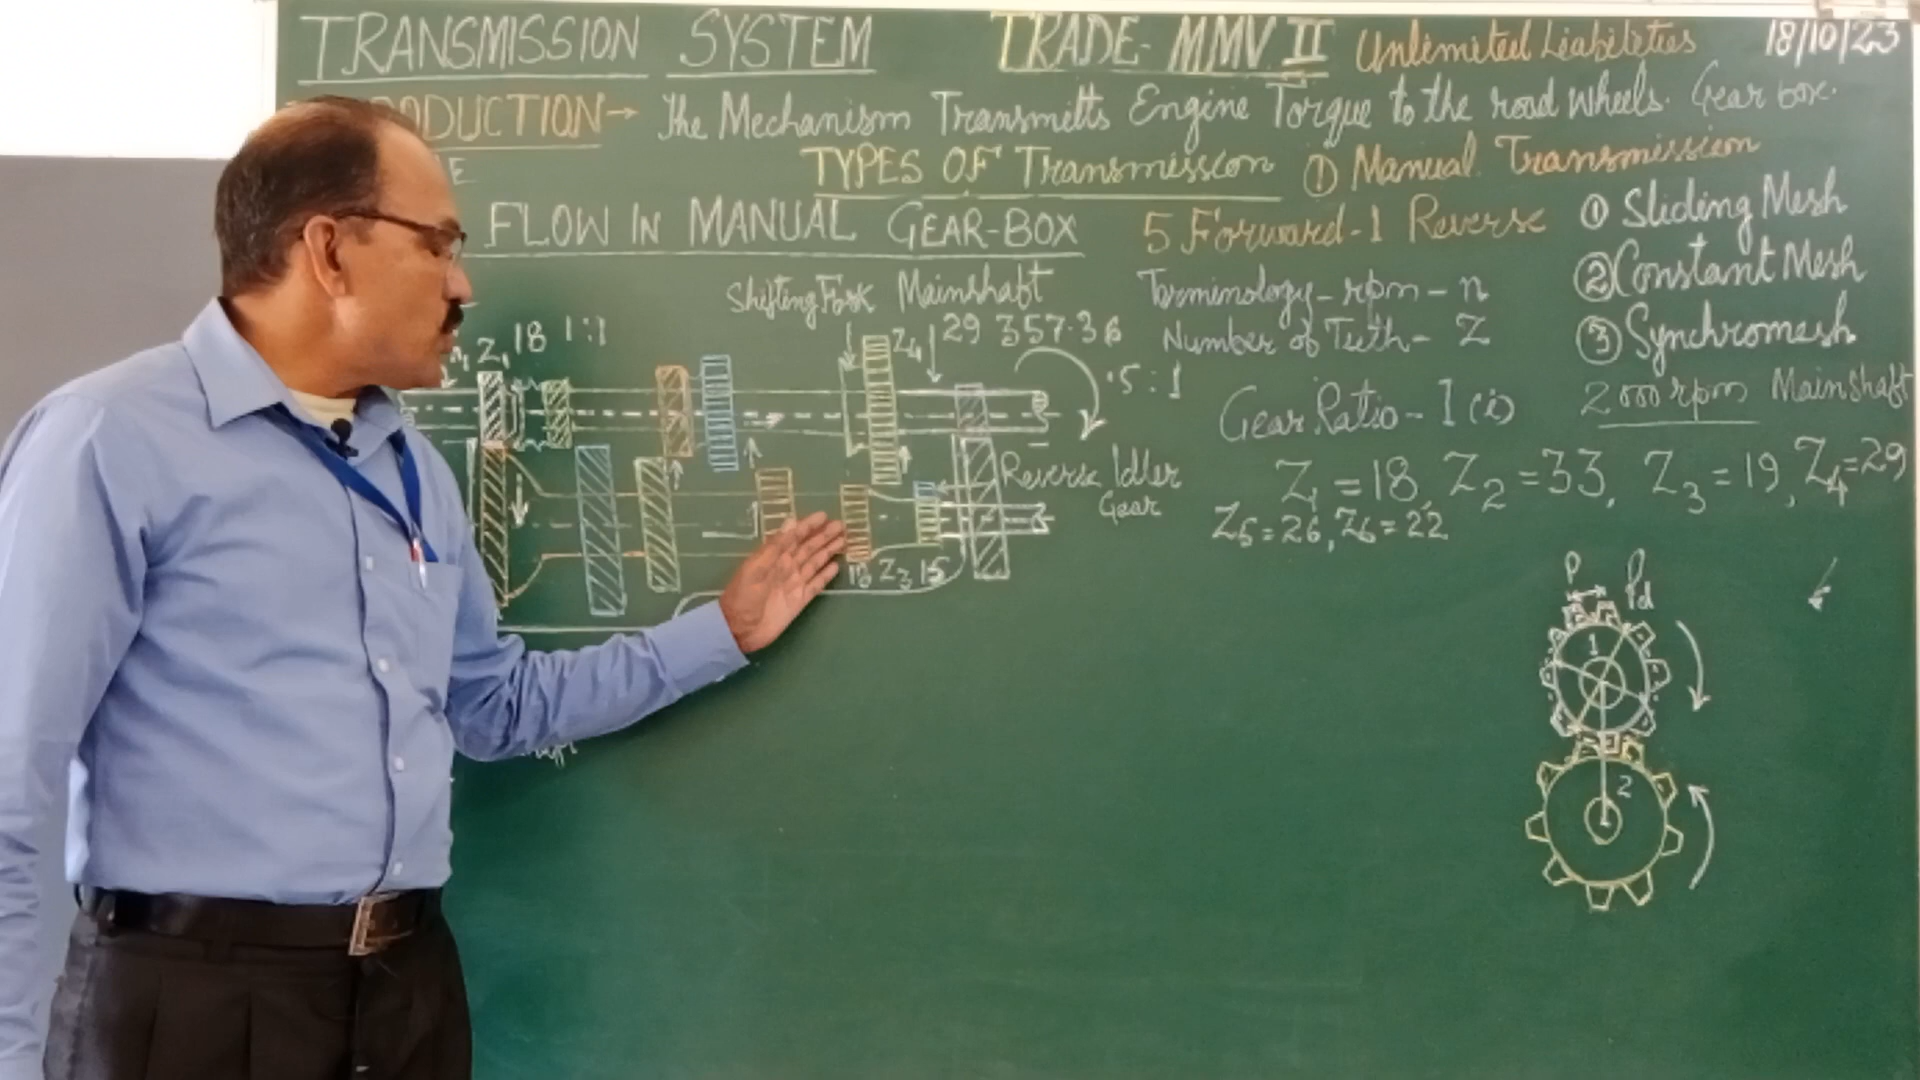 TRANSMISSION SYSTEM TRADE- MMV II Unlimited Liabilities 18/10/23
ODUCTION → The Mechanism Transmitts Engine Torque to the road wheels. Gear box.
E TYPES OF Transmission ① Manual Transmission
FLOW IN MANUAL GEAR-BOX 5 Forward-1 Reverse
① Sliding Mesh
② Constant Mesh
③ Synchromesh
Shifting Fork Mainshaft
Terminology- rpm - n
Number of Teeth- Z
n1 Z1 18 1:1
Z4 29 357.36
.5:1
Gear Ratio - I (i)
2000 rpm Mainshaft
Z1 = 18, Z2 = 33, Z3 = 19, Z4 = 29
Z5 = 26, Z6 = 22
Reverse Idler
Gear
Z3 15
P Pd
1
2